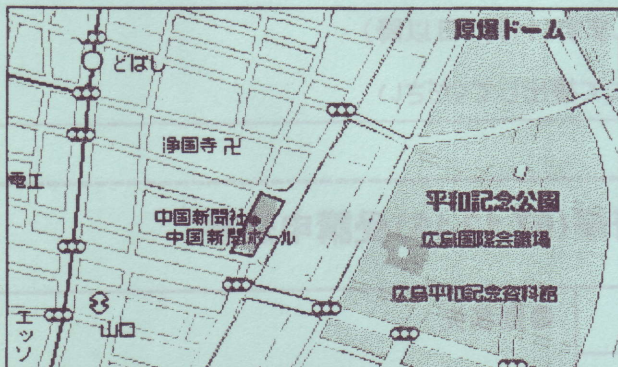 原爆ドーム
どばし
浄国寺 卍
電工
平和記念公園
中国新聞社
中国新聞ホール
広島国際会議場
広島平和記念資料館
エッソ
山口